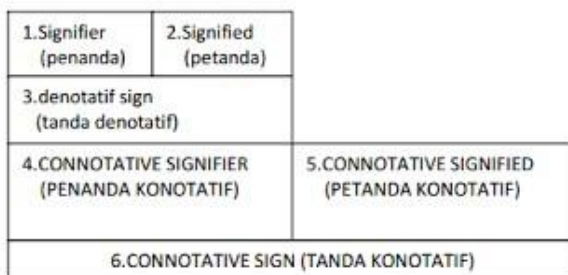 1.Signifier
(penanda)
2.Signified
(petanda)
3.denotatif sign
(tanda denotatif)
4.CONNOTATIVE SIGNIFIER
(PENANDA KONOTATIF)
5.CONNOTATIVE SIGNIFIED
(PETANDA KONOTATIF)
6.CONNOTATIVE SIGN (TANDA KONOTATIF)